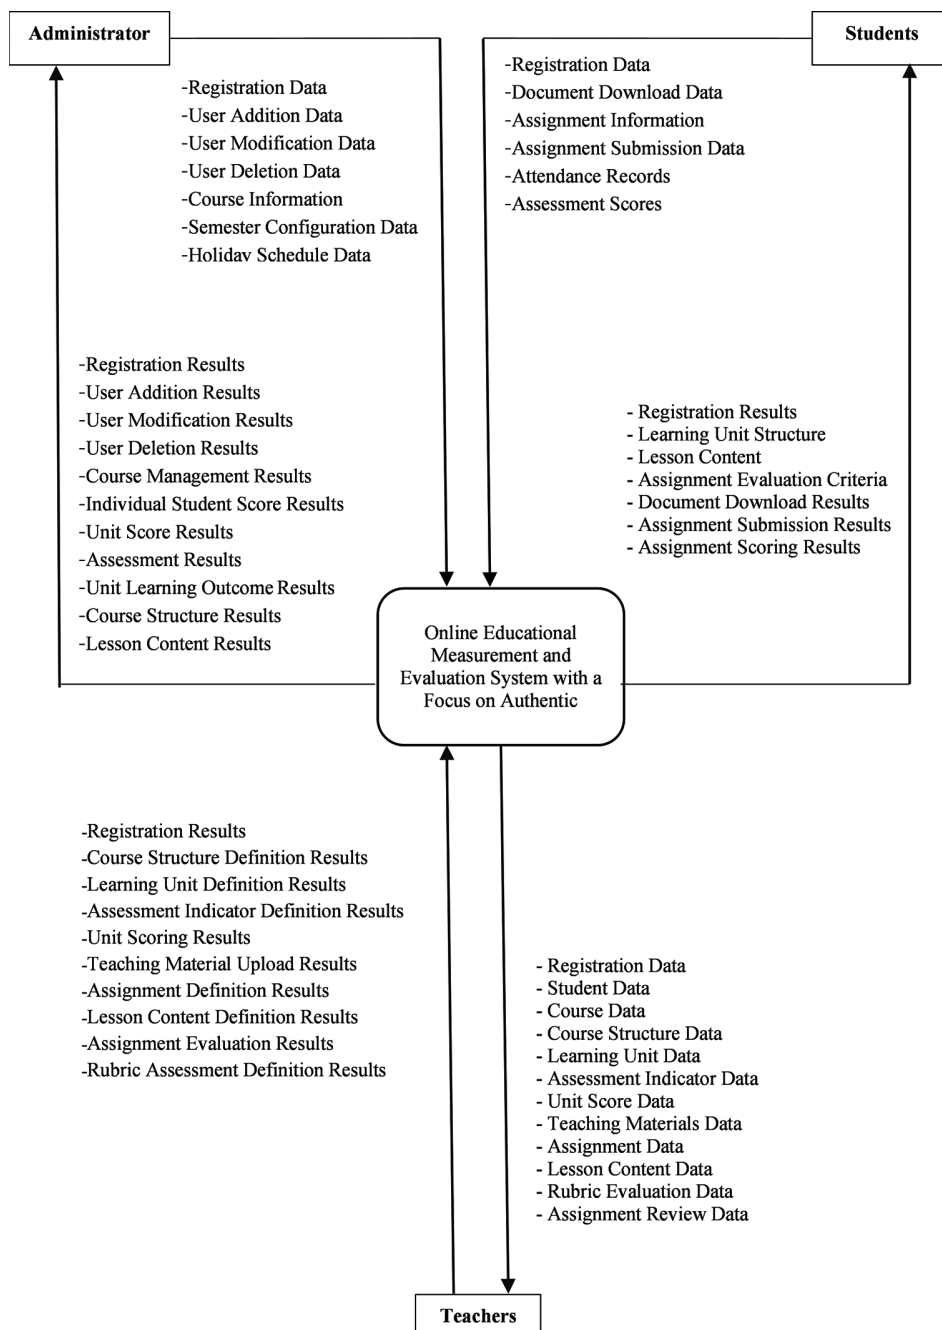 Administrator
Students
-Registration Data
-User Addition Data
-User Modification Data
-User Deletion Data
-Course Information
-Semester Configuration Data
-Holidav Schedule Data
-Registration Data
-Document Download Data
-Assignment Information
-Assignment Submission Data
-Attendance Records
-Assessment Scores
-Registration Results
-User Addition Results
-User Modification Results
-User Deletion Results
-Course Management Results
-Individual Student Score Results
-Unit Score Results
-Assessment Results
-Unit Learning Outcome Results
-Course Structure Results
-Lesson Content Results
- Registration Results
- Learning Unit Structure
- Lesson Content
- Assignment Evaluation Criteria
- Document Download Results
- Assignment Submission Results
- Assignment Scoring Results
Online Educational
Measurement and
Evaluation System with a
Focus on Authentic
-Registration Results
-Course Structure Definition Results
-Learning Unit Definition Results
-Assessment Indicator Definition Results
-Unit Scoring Results
-Teaching Material Upload Results
-Assignment Definition Results
-Lesson Content Definition Results
-Assignment Evaluation Results
-Rubric Assessment Definition Results
- Registration Data
- Student Data
- Course Data
- Course Structure Data
- Learning Unit Data
- Assessment Indicator Data
- Unit Score Data
- Teaching Materials Data
- Assignment Data
- Lesson Content Data
- Rubric Evaluation Data
- Assignment Review Data
Teachers